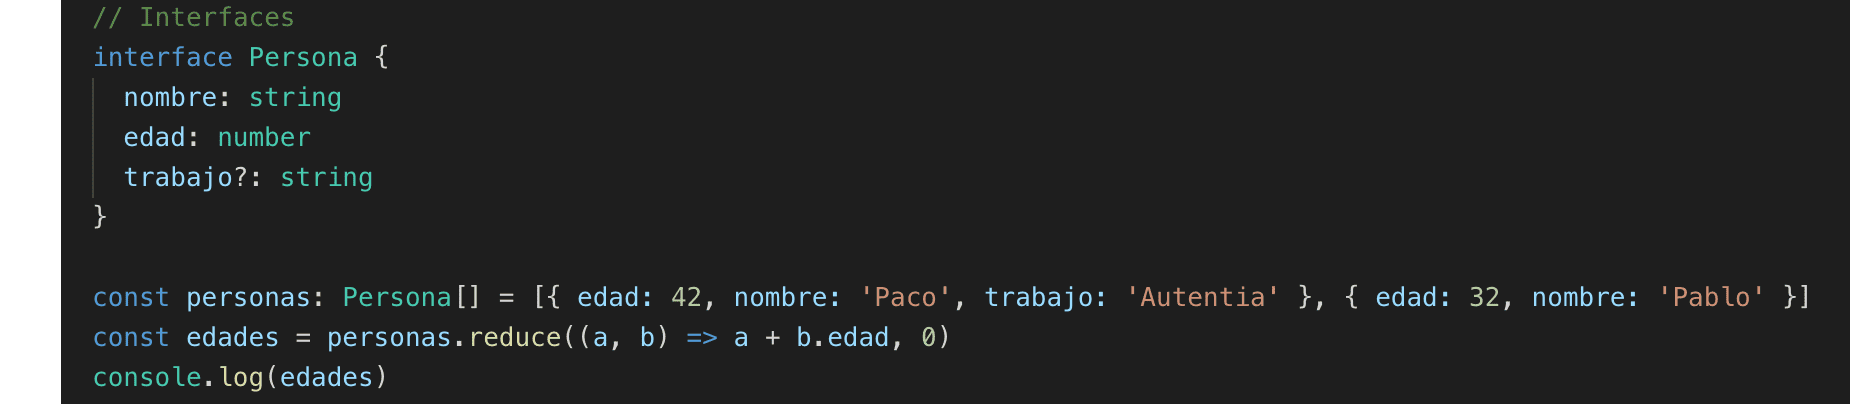 // Interfaces
interface Persona {
  nombre: string
  edad: number
  trabajo?: string
}
const personas: Persona[] = [{ edad: 42, nombre: 'Paco', trabajo: 'Autentia' }, { edad: 32, nombre: 'Pablo' }]
const edades = personas.reduce((a, b) => a + b.edad, 0)
console.log(edades)